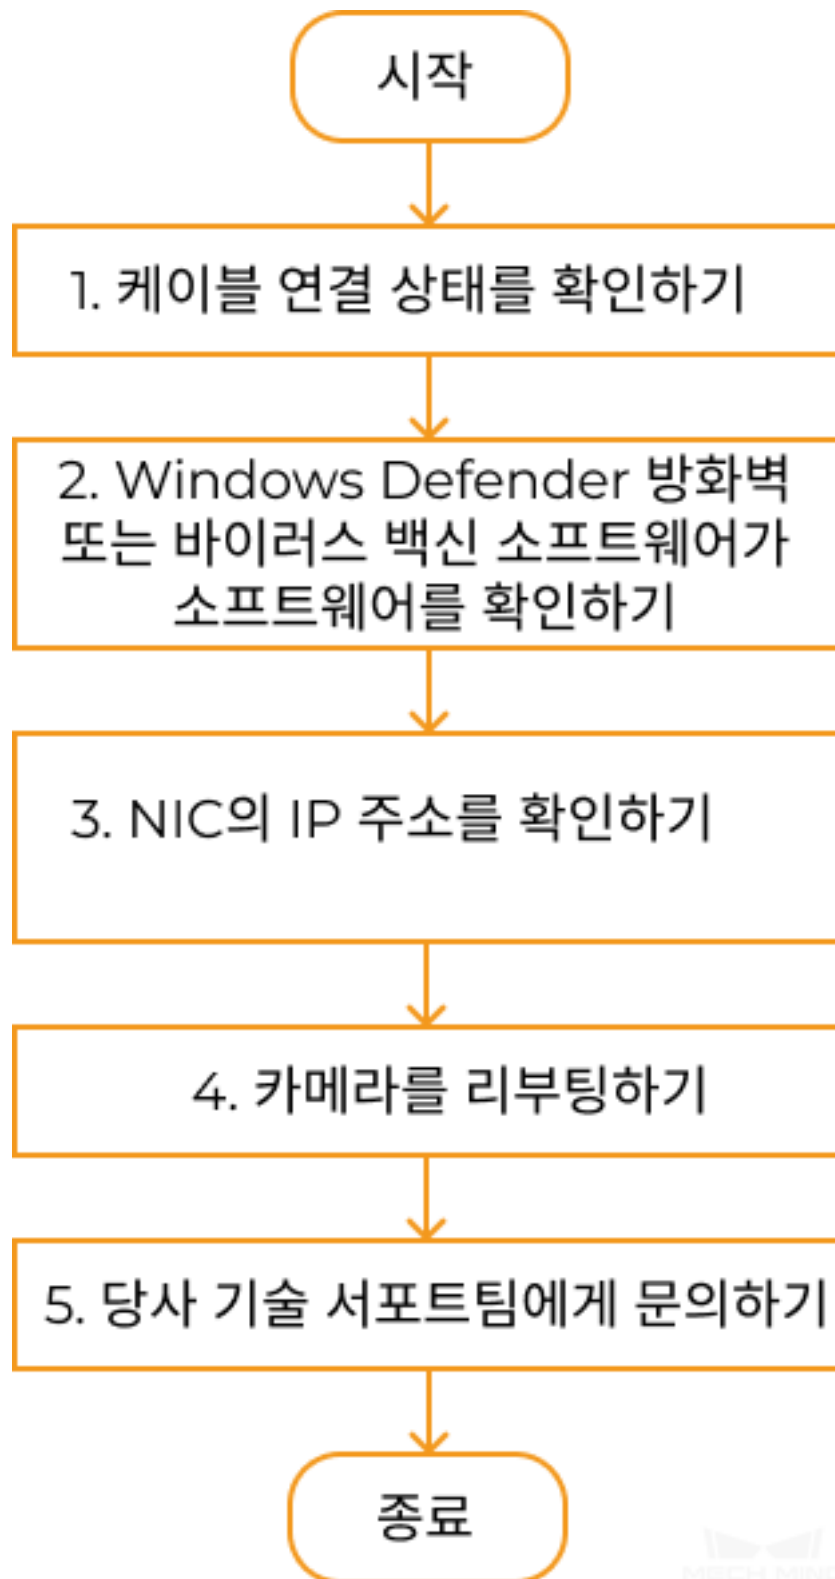 시작
1. 케이블 연결 상태를 확인하기
2. Windows Defender 방화벽
또는 바이러스 백신 소프트웨어가
소프트웨어를 확인하기
3. NIC의 IP 주소를 확인하기
4. 카메라를 리부팅하기
5. 당사 기술 서포트팀에게 문의하기
종료
MECH MIND